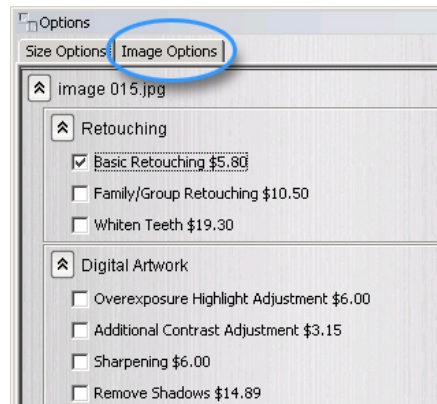 Options
Size Options Image Options
image 015.jpg
Retouching
Basic Retouching $5.80
Family/Group Retouching $10.50
Whiten Teeth $19.30
Digital Artwork
Overexposure Highlight Adjustment $6.00
Additional Contrast Adjustment $3.15
Sharpening $6.00
Remove Shadows $14.89